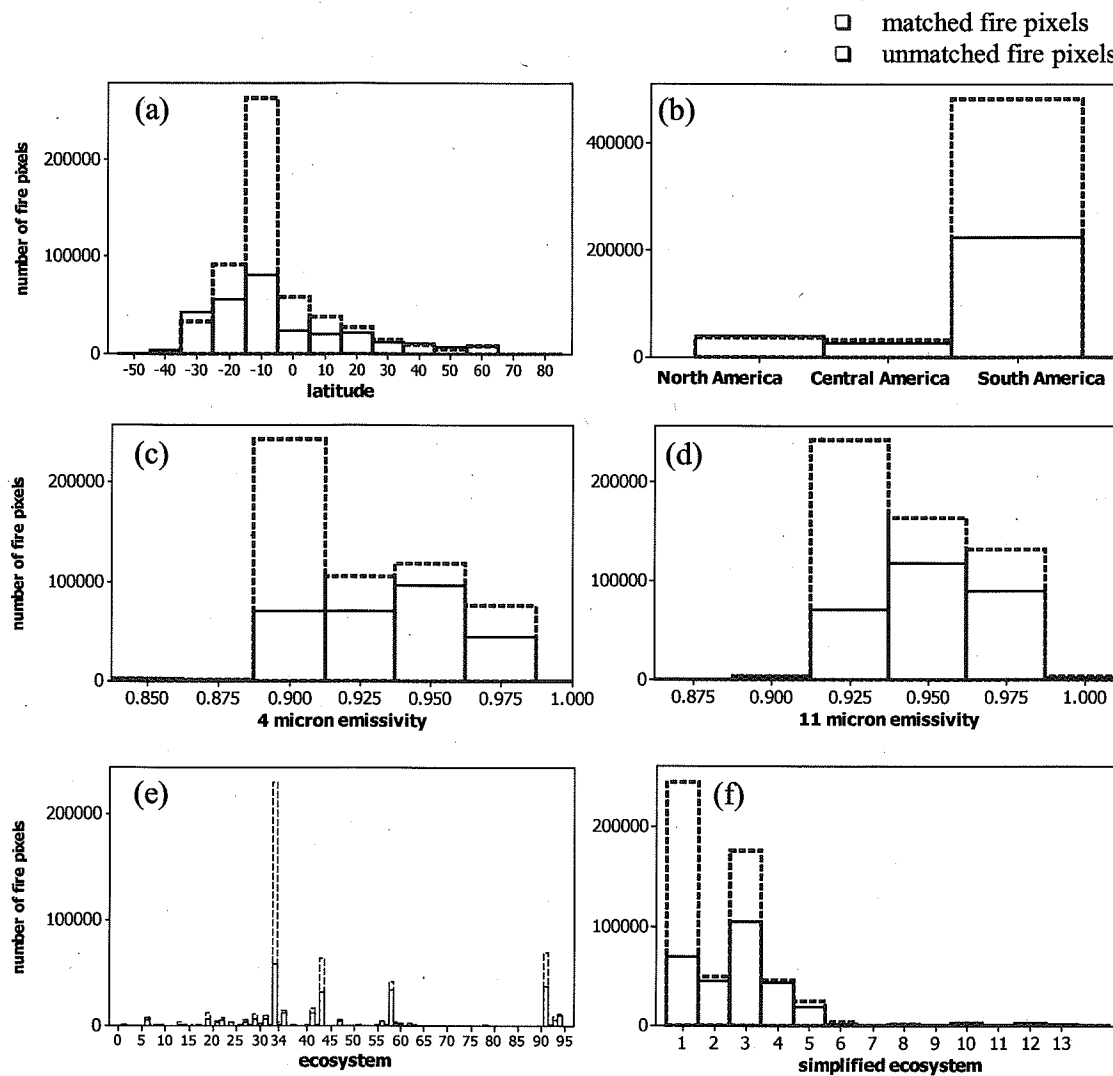 matched fire pixels
unmatched fire pixels
(a)
number of fire pixels
200000
100000
0
-50 -40 -30 -20 -10 0 10 20 30 40 50 60 70 80
latitude
(b)
400000
200000
0
North America Central America South America
(c)
number of fire pixels
200000
100000
0
0.850 0.875 0.900 0.925 0.950 0.975 1.000
4 micron emissivity
(d)
200000
100000
0
0.875 0.900 0.925 0.950 0.975 1.000
11 micron emissivity
(e)
number of fire pixels
200000
100000
0
0 5 10 15 20 25 30 34 40 45 50 55 60 65 70 75 80 85 90 95
ecosystem
(f)
200000
100000
0
1 2 3 4 5 6 7 8 9 10 11 12 13
simplified ecosystem